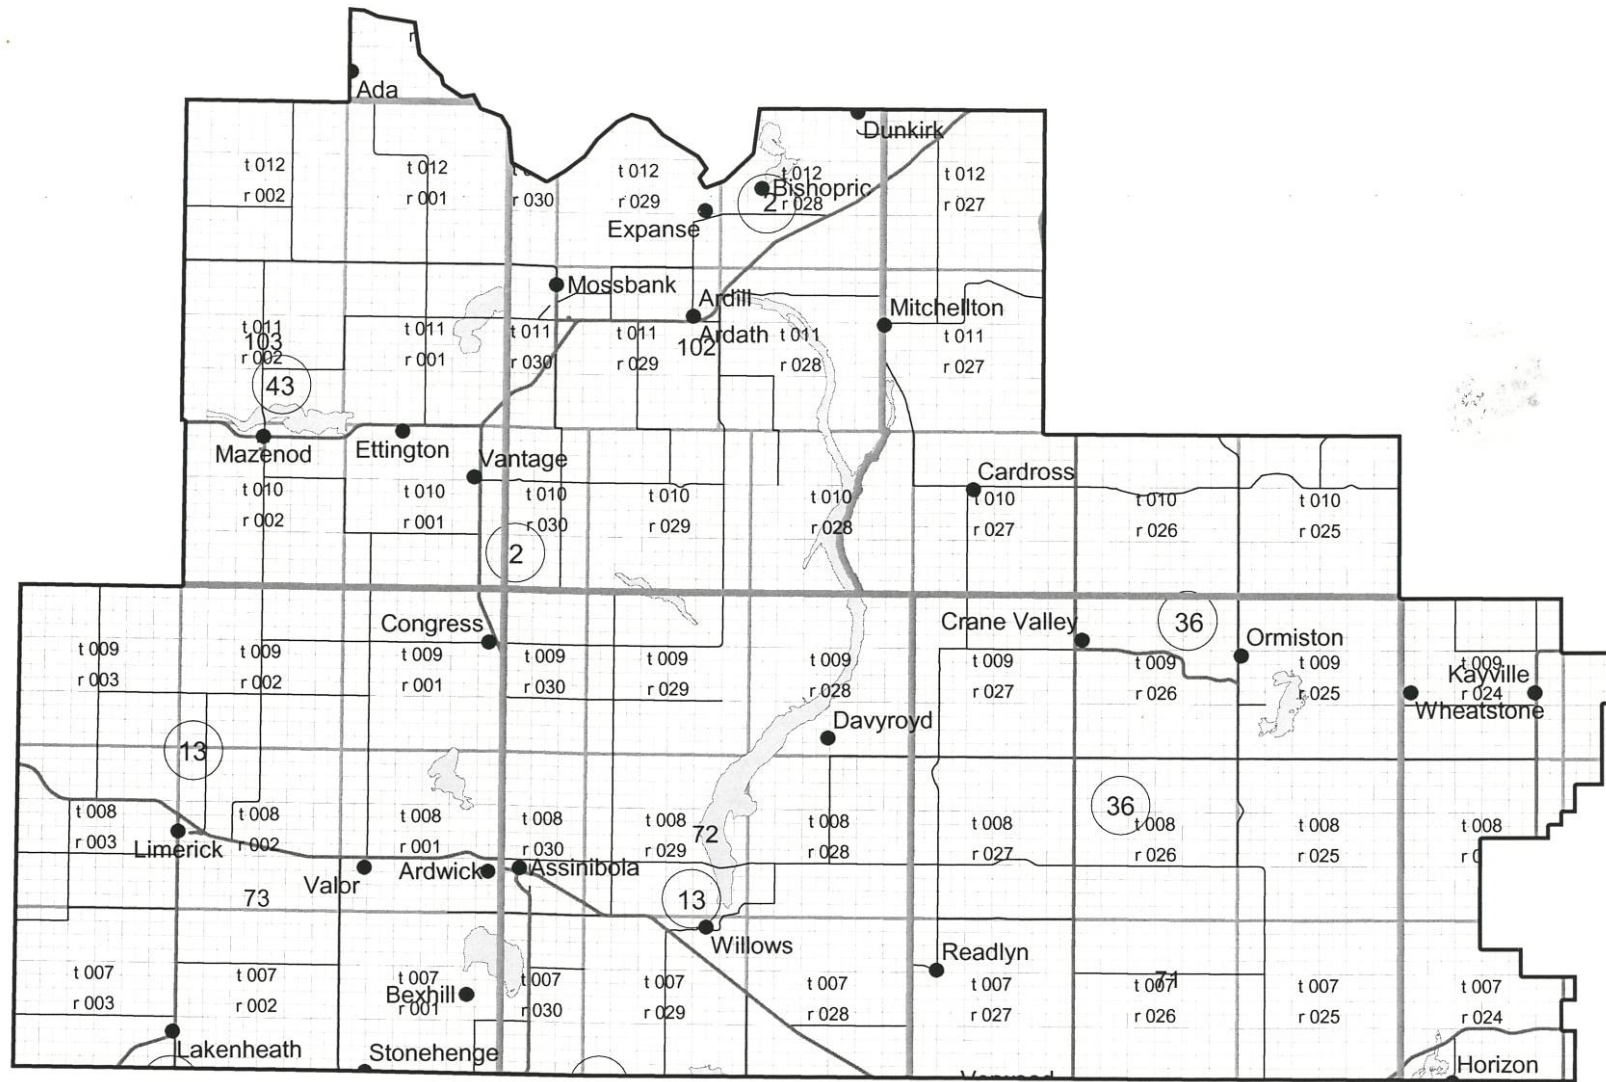 Ada
Dunkirk
t 012
r 002
t 012
r 001
r 030
t 012
r 029
t 012
r 028
t 012
r 027
Bishopric
2
Expanse
Mossbank
Ardill
Ardath
102
Mitchellton
t 011
103
r 002
t 011
r 001
t 011
r 030
t 011
r 029
t 011
r 028
t 011
r 027
43
Mazenod
Ettington
Vantage
Cardross
t 010
r 002
t 010
r 001
t 010
r 030
t 010
r 029
t 010
r 028
t 010
r 027
t 010
r 026
t 010
r 025
2
Congress
Crane Valley
36
Ormiston
Kayville
Wheatstone
t 009
r 003
t 009
r 002
t 009
r 001
t 009
r 030
t 009
r 029
t 009
r 028
t 009
r 027
t 009
r 026
t 009
r 025
t 009
r 024
Davyroyd
13
36
t 008
r 003
t 008
r 002
t 008
r 001
t 008
r 030
t 008
r 029
72
t 008
r 028
t 008
r 027
t 008
r 026
t 008
r 025
t 008
Limerick
Valor
Ardwick
Assinibola
73
13
Willows
Readlyn
t 007
r 003
t 007
r 002
t 007
r 001
t 007
r 030
t 007
r 029
t 007
r 028
t 007
r 027
71
t 007
r 026
t 007
r 025
t 007
r 024
Bexhill
Lakenheath
Stonehenge
Horizon